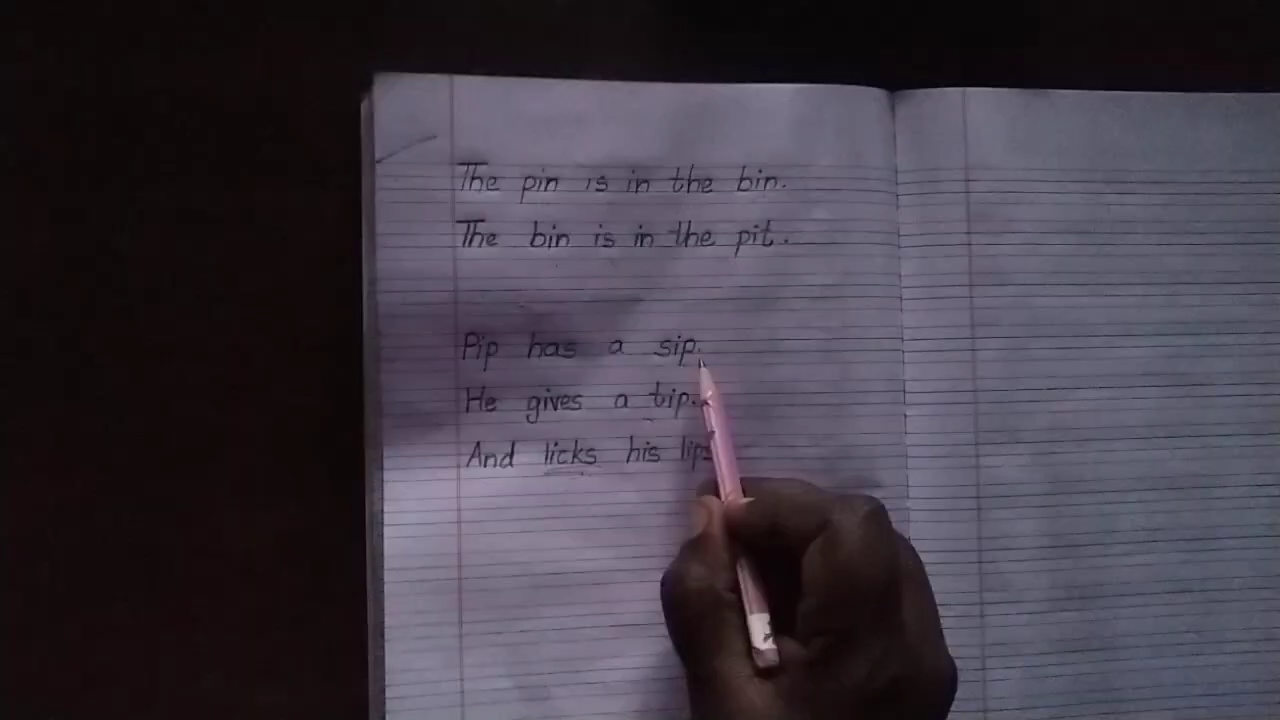 The pin is in the bin.
The bin is in the pit.
Pip has a sip.
He gives a tip.
And licks his lips